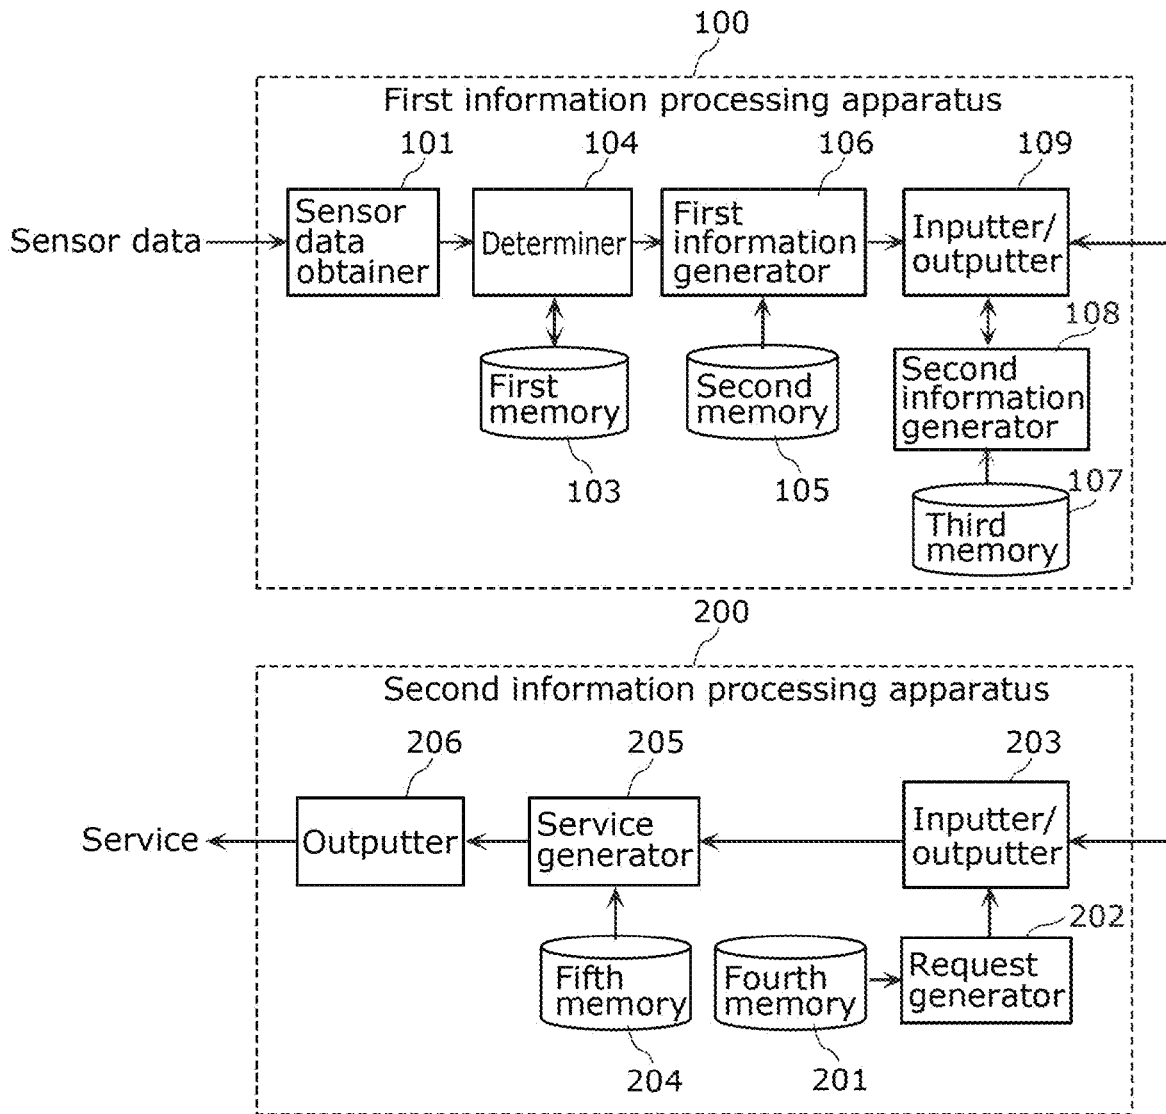 100
First information processing apparatus
101
104
106
109
Sensor data
Sensor
data
obtainer
Determiner
First
information
generator
Inputter/
outputter
108
First
memory
Second
memory
Second
information
generator
103
105
107
Third
memory
200
Second information processing apparatus
206
205
203
Service
Outputter
Service
generator
Inputter/
outputter
202
Fifth
memory
Fourth
memory
Request
generator
204
201